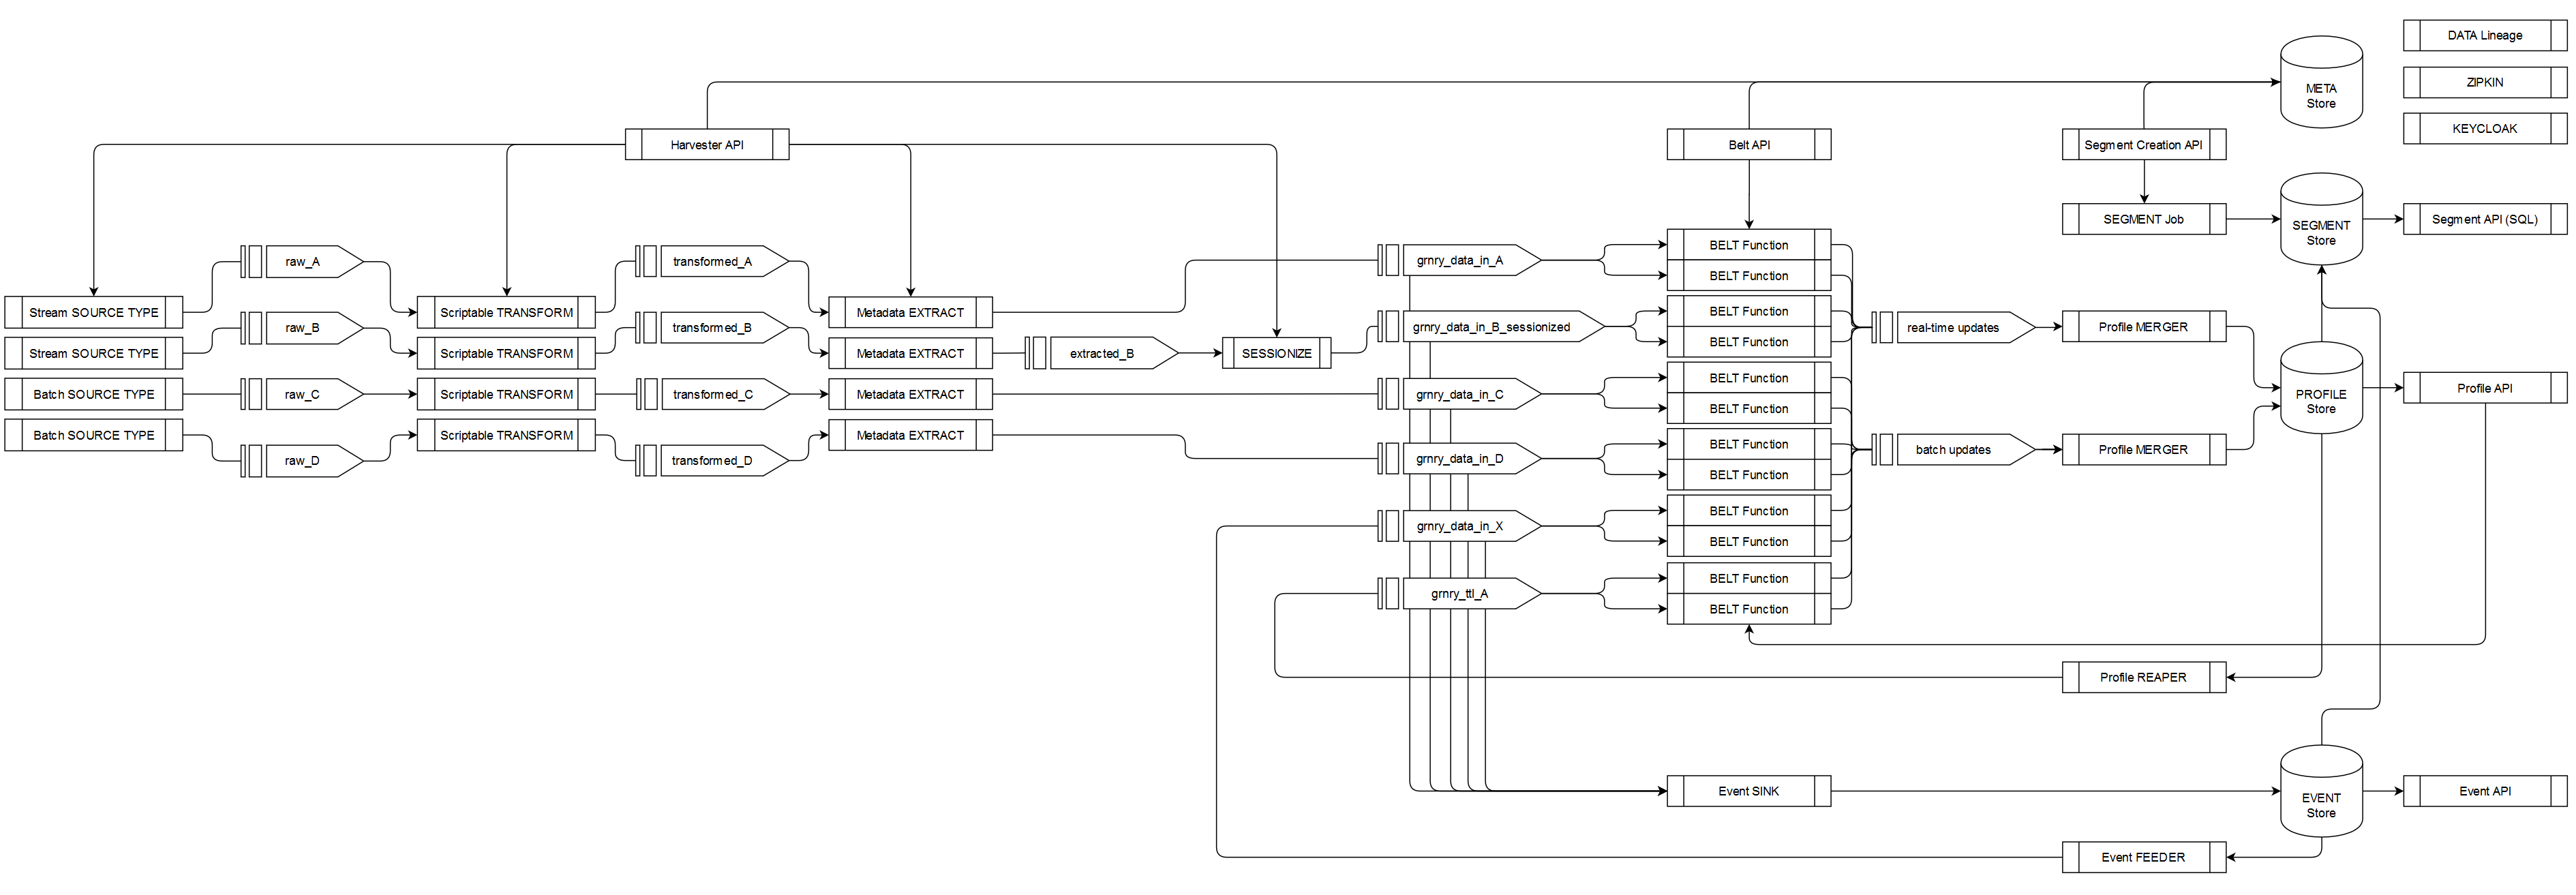 DATA Lineage
META
Store
ZIPKIN
KEYCLOAK
Harvester API
Belt API
Segment Creation API
SEGMENT Job
SEGMENT
Store
Segment API (SQL)
raw_A
transformed_A
grnry_data_in_A
BELT Function
BELT Function
Stream SOURCE TYPE
Scriptable TRANSFORM
Metadata EXTRACT
raw_B
transformed_B
grnry_data_in_B_sessionized
BELT Function
BELT Function
real-time updates
Profile MERGER
Stream SOURCE TYPE
Scriptable TRANSFORM
Metadata EXTRACT
extracted_B
SESSIONIZE
Batch SOURCE TYPE
raw_C
Scriptable TRANSFORM
transformed_C
Metadata EXTRACT
grnry_data_in_C
BELT Function
BELT Function
PROFILE
Store
Profile API
Batch SOURCE TYPE
Scriptable TRANSFORM
Metadata EXTRACT
raw_D
transformed_D
grnry_data_in_D
BELT Function
BELT Function
batch updates
Profile MERGER
grnry_data_in_X
BELT Function
BELT Function
grnry_ttl_A
BELT Function
BELT Function
Profile REAPER
Event SINK
EVENT
Store
Event API
Event FEEDER